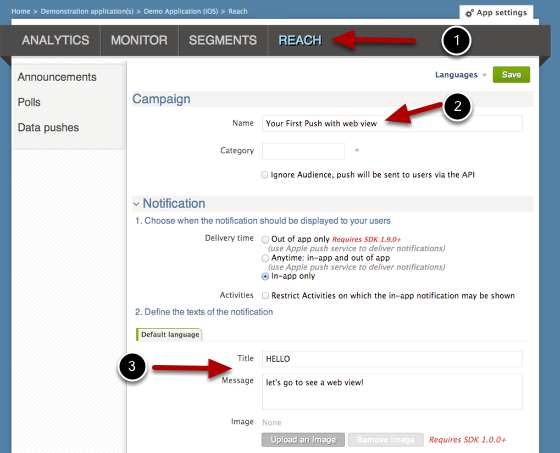 Home > Demonstration application(s) > Demo Application (iOS) > Reach
App settings
ANALYTICS MONITOR SEGMENTS REACH 1
Announcements
Polls
Data pushes
Languages Save
Campaign
2
Name Your First Push with web view
Category
Ignore Audience, push will be sent to users via the API
Notification
1. Choose when the notification should be displayed to your users
Delivery time Out of app only Requires SDK 1.9.0+
(use Apple push service to deliver notifications)
Anytime: in-app and out of app
(use Apple push service to deliver notifications)
In-app only
Activities Restrict Activities on which the in-app notification may be shown
2. Define the texts of the notification
Default language
3
Title HELLO
Message let's go to see a web view!
Image None
Upload an Image Remove Image Requires SDK 1.0.0+